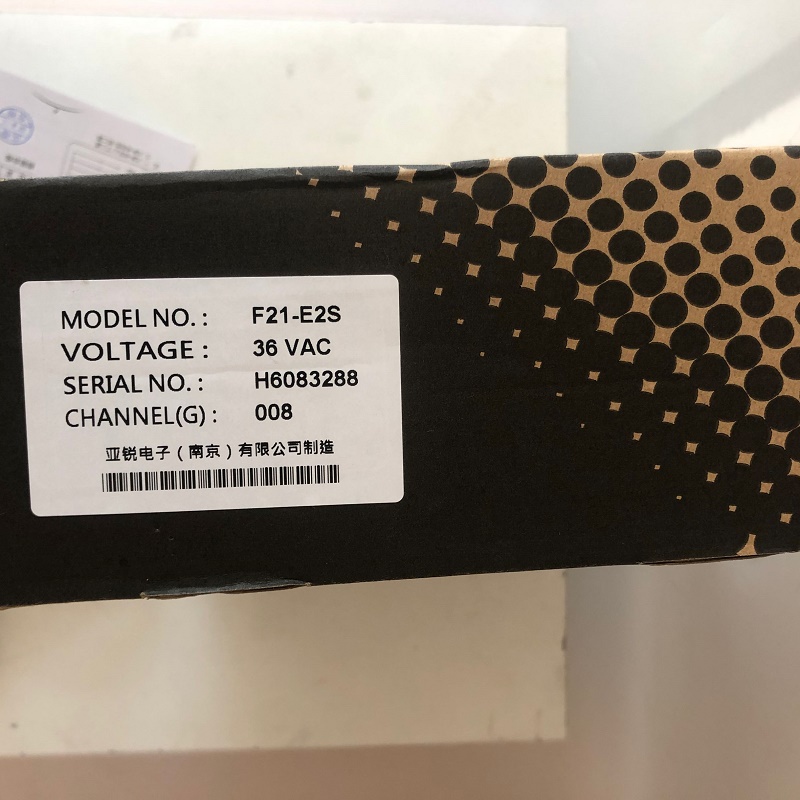 MODEL NO. : F21-E2S
VOLTAGE : 36 VAC
SERIAL NO. : H6083288
CHANNEL(G) : 008
亚锐电子（南京）有限公司制造